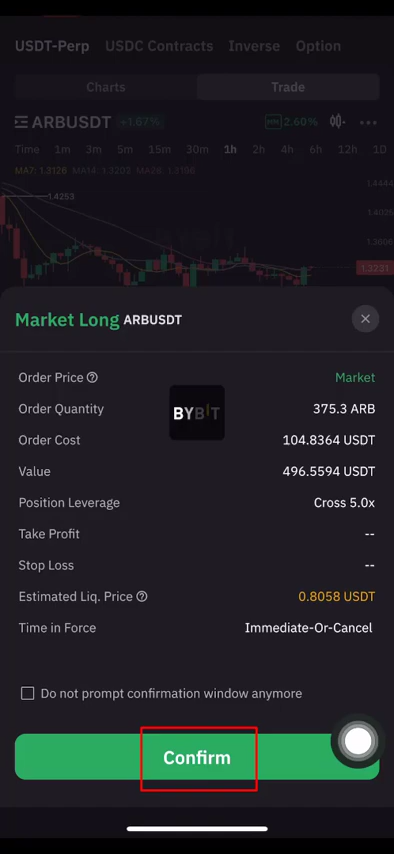 USDT-Perp USDC Contracts Inverse Option
Charts Trade
ARBUSDT +1.87% 2.60%
Time 1m 3m 5m 15m 30m 1h 2h 4h 6h 12h 1D
MA7: 1.3126 MA14: 1.3203 MA28: 1.3196
1.4444
1.4253
1.4025
BYBIT
1.3606
1.3231
Market Long ARBUSDT
Order Price Market
Order Quantity 375.3 ARB
BYBIT
Order Cost 104.8364 USDT
Value 496.5594 USDT
Position Leverage Cross 5.0x
Take Profit --
Stop Loss --
Estimated Liq. Price 0.8058 USDT
Time in Force Immediate-Or-Cancel
Do not prompt confirmation window anymore
Confirm